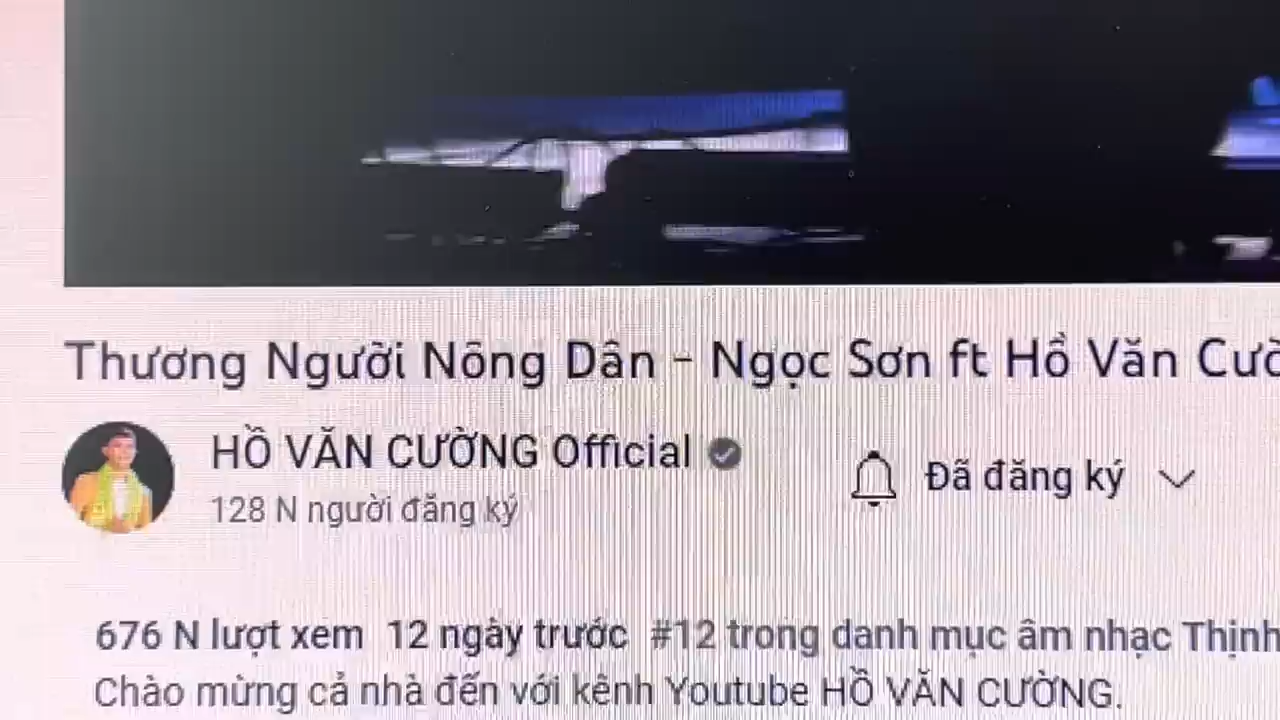 Thương Người Nông Dân - Ngọc Sơn ft Hồ Văn
HỒ VĂN CƯỜNG Official
128 N người đăng ký
Đã đăng ký
676 N lượt xem 12 ngày trước #12 trong danh mục âm nhạc Thịnh
Chào mừng cả nhà đến với kênh Youtube HỒ VĂN CƯỜNG.